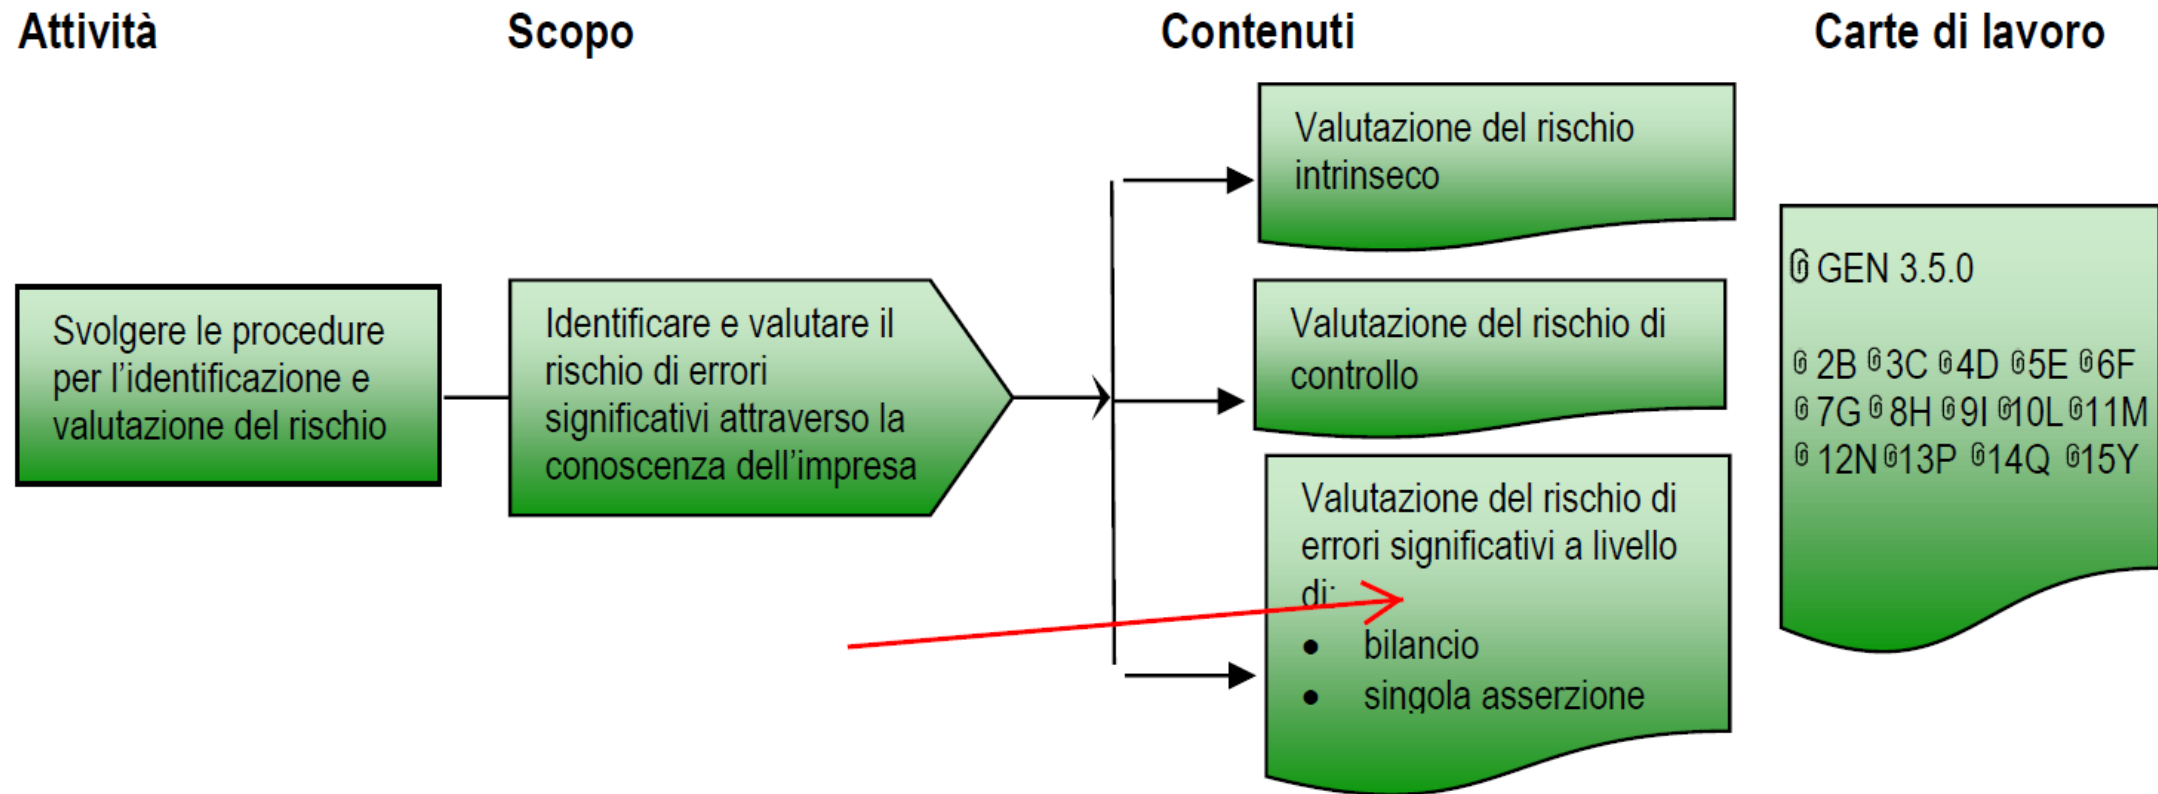 Attività
Scopo
Contenuti
Carte di lavoro
Svolgere le procedure
per l’identificazione e
valutazione del rischio
Identificare e valutare il
rischio di errori
significativi attraverso la
conoscenza dell’impresa
Valutazione del rischio
intrinseco
Valutazione del rischio di
controllo
Valutazione del rischio di
errori significativi a livello
di:
• bilancio
• singola asserzione
GEN 3.5.0
2B 3C 4D 5E 6F
7G 8H 9I 10L 11M
12N 13P 14Q 15Y